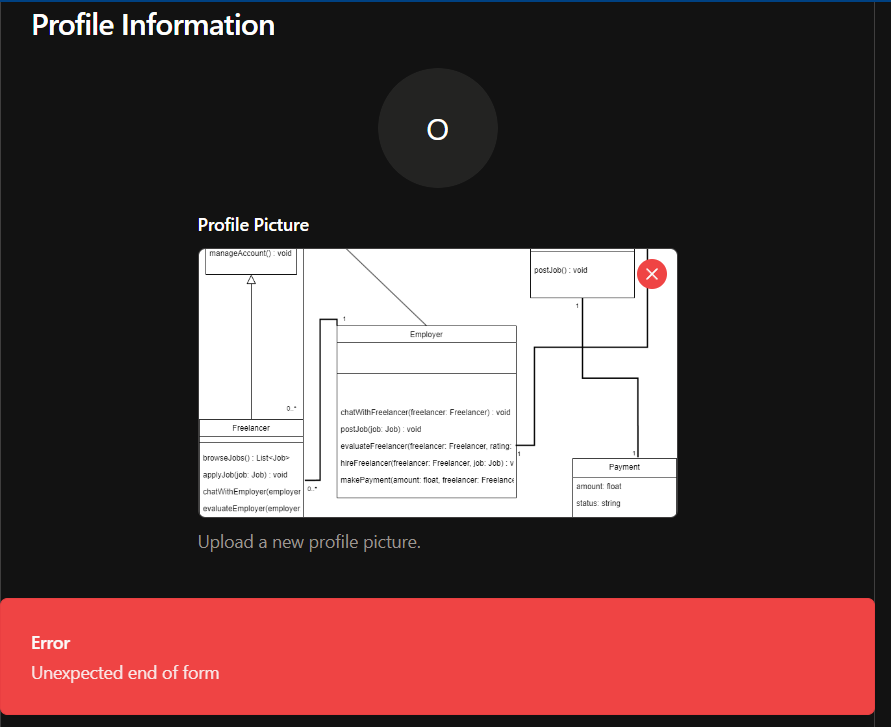 Profile Information
O
Profile Picture
manageAccount() : void
postJob() : void
1
1
Employer
0..*
chatWithFreelancer(freelancer: Freelancer) : void
Freelancer
postJob(job: Job) : void
evaluateFreelancer(freelancer: Freelancer, rating:
1
1
browseJobs() : List<Job>
hireFreelancer(freelancer: Freelancer, job: Job) : v
Payment
applyJob(job: Job) : void
makePayment(amount: float, freelancer: Freelance
amount: float
chatWithEmployer(employer
0..*
status: string
evaluateEmployer(employer
Upload a new profile picture.
Error
Unexpected end of form